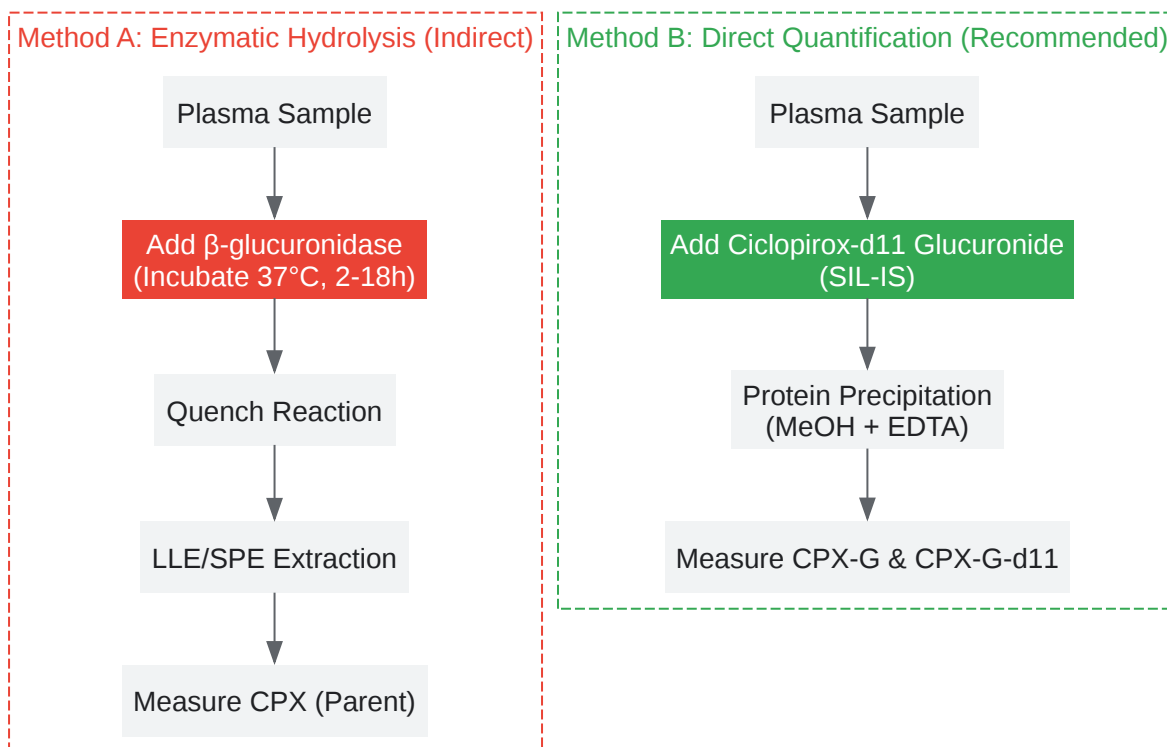 Method A: Enzymatic Hydrolysis (Indirect)
Plasma Sample
Add β-glucuronidase
(Incubate 37°C, 2-18h)
Quench Reaction
LLE/SPE Extraction
Measure CPX (Parent)
Method B: Direct Quantification (Recommended)
Plasma Sample
Add Ciclopirox-d11 Glucuronide
(SIL-IS)
Protein Precipitation
(MeOH + EDTA)
Measure CPX-G & CPX-G-d11